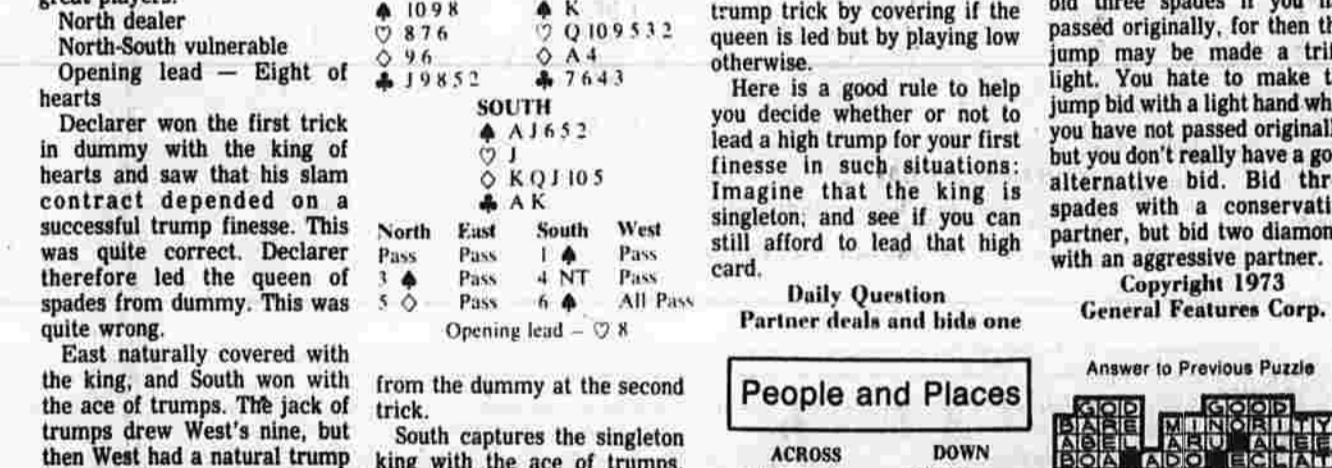 great players.
North dealer
North-South vulnerable
Opening lead — Eight of
hearts
Declarer won the first trick
in dummy with the king of
hearts and saw that his slam
contract depended on a
successful trump finesse. This
was quite correct. Declarer
therefore led the queen of
spades from dummy. This was
quite wrong.
East naturally covered with
the king, and South won with
the ace of trumps. The jack of
trumps drew West's nine, but
then West had a natural trump
♠ 10 9 8 ♠ K
♡ 8 7 6 ♡ Q 10 9 5 3 2
◇ 9 6 ◇ A 4
♣ J 9 8 5 2 ♣ 7 6 4 3
SOUTH
♠ A J 6 5 2
♡ J
◇ K Q J 10 5
♣ A K
North East South West
Pass Pass 1 ♠ Pass
3 ♠ Pass 4 NT Pass
5 ◇ Pass 6 ♠ All Pass
Opening lead — ♡ 8
from the dummy at the second
trick.
South captures the singleton
king with the ace of trumps,
trump trick by covering if the
queen is led but by playing low
otherwise.
Here is a good rule to help
you decide whether or not to
lead a high trump for your first
finesse in such situations:
Imagine that the king is
singleton, and see if you can
still afford to lead that high
card.
Daily Question
Partner deals and bids one
People and Places
ACROSS DOWN
bid three spades if you
passed originally, for then
jump may be made a
light. You hate to make
jump bid with a light hand
you have not passed
but you don't really have a
alternative bid. Bid
spades with a
partner, but bid two
with an aggressive partner.
Copyright 1973
General Features Corp.
Answer to Previous Puzzle
GOD GOOD
BARE MINORITY
ABEL ARU ALEE
BOA ADO ECLAT